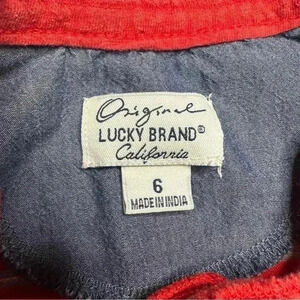 Original
LUCKY BRAND®
California
6
MADE IN INDIA